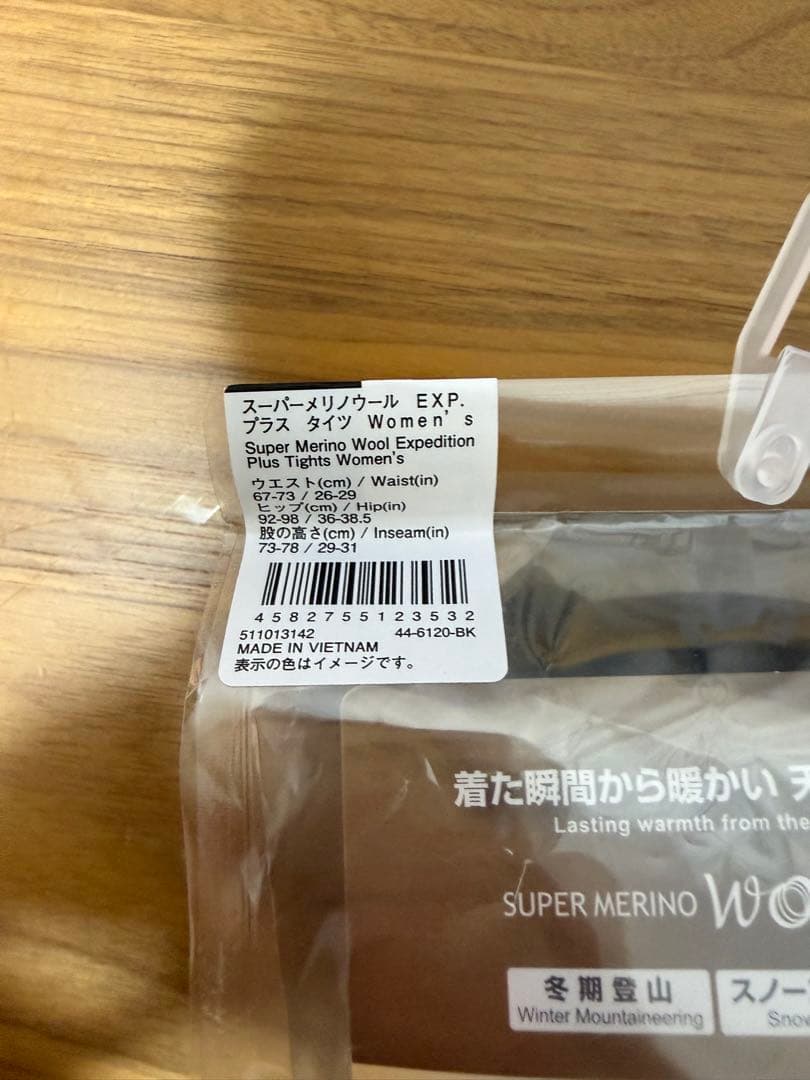 スーパーメリノウール EXP.
プラス タイツ Women's
Super Merino Wool Expedition
Plus Tights Women's
ウエスト(cm) / Waist(in)
67-73 / 26-29
ヒップ(cm) / Hip(in)
92-98 / 36-38.5
股の高さ(cm) / Inseam(in)
73-78 / 29-31
4582755123532
511013142 44-6120-BK
MADE IN VIETNAM
表示の色はイメージです。
着た瞬間から暖かい
Lasting warmth from the
SUPER MERINO WO
冬期登山 スノー
Winter Mountaineering Snow